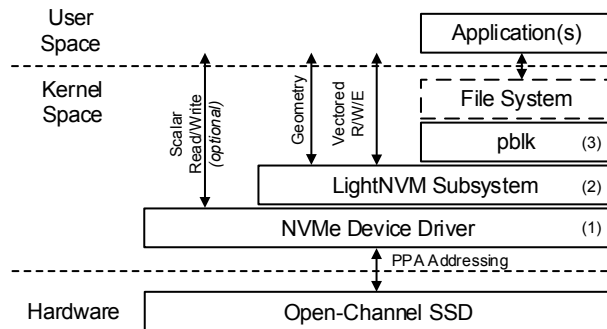 User
Space
Application(s)
Kernel
Space
File System
Scalar
Read/Write
(optional)
Geometry
Vectored
R/W/E
pblk (3)
LightNVM Subsystem (2)
NVMe Device Driver (1)
PPA Addressing
Hardware
Open-Channel SSD